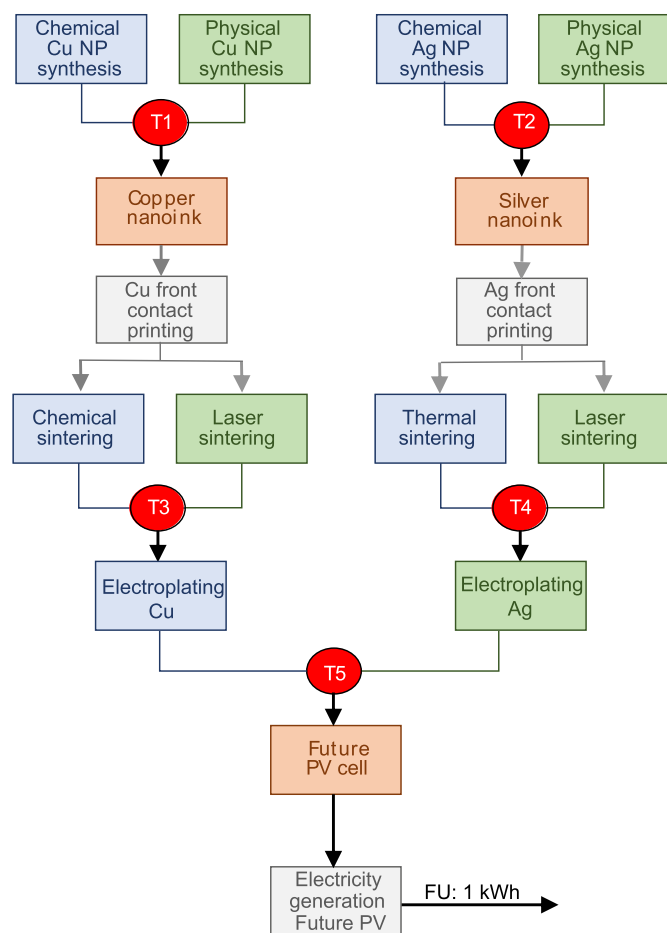 Chemical
Cu NP
synthesis
Physical
Cu NP
synthesis
Chemical
Ag NP
synthesis
Physical
Ag NP
synthesis
T1
T2
Copper
nanoink
Silver
nanoink
Cu front
contact
printing
Ag front
contact
printing
Chemical
sintering
Laser
sintering
Thermal
sintering
Laser
sintering
T3
T4
Electroplating
Cu
Electroplating
Ag
T5
Future
PV cell
Electricity
generation
Future PV
FU: 1 kWh